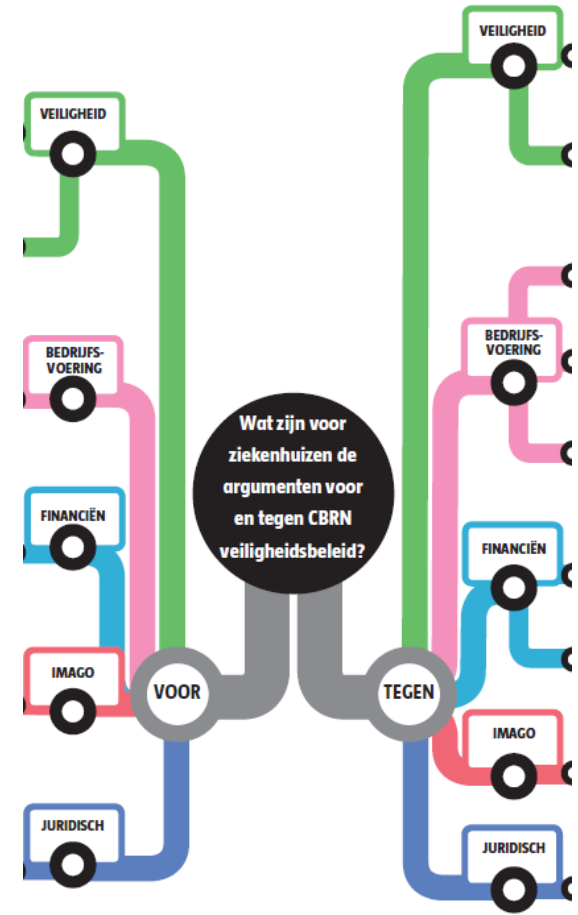 VEILIGHEID
BEDRIJFS-
VOERING
FINANCIËN
IMAGO
JURIDISCH
VOOR
Wat zijn voor
ziekenhuizen de
argumenten voor
en tegen CBRN
veiligheidsbeleid?
TEGEN
VEILIGHEID
BEDRIJFS-
VOERING
FINANCIËN
IMAGO
JURIDISCH